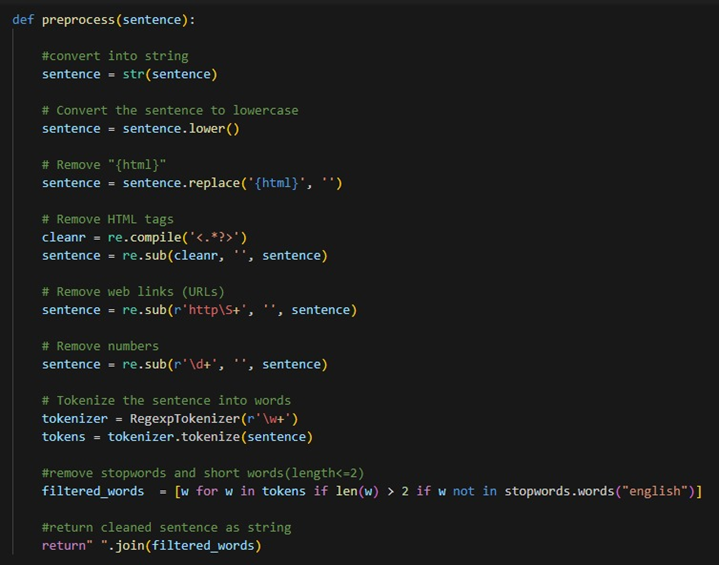 def preprocess(sentence):
#convert into string
sentence = str(sentence)
# Convert the sentence to lowercase
sentence = sentence.lower()
# Remove "{html}"
sentence = sentence.replace('{html}', '')
# Remove HTML tags
cleanr = re.compile('<.*?>')
sentence = re.sub(cleanr, '', sentence)
# Remove web links (URLs)
sentence = re.sub(r'http\S+', '', sentence)
# Remove numbers
sentence = re.sub(r'\d+', '', sentence)
# Tokenize the sentence into words
tokenizer = RegexpTokenizer(r'\w+')
tokens = tokenizer.tokenize(sentence)
#remove stopwords and short words(length<=2)
filtered_words  = [w for w in tokens if len(w) > 2 if w not in stopwords.words("english")]
#return cleaned sentence as string
return" ".join(filtered_words)